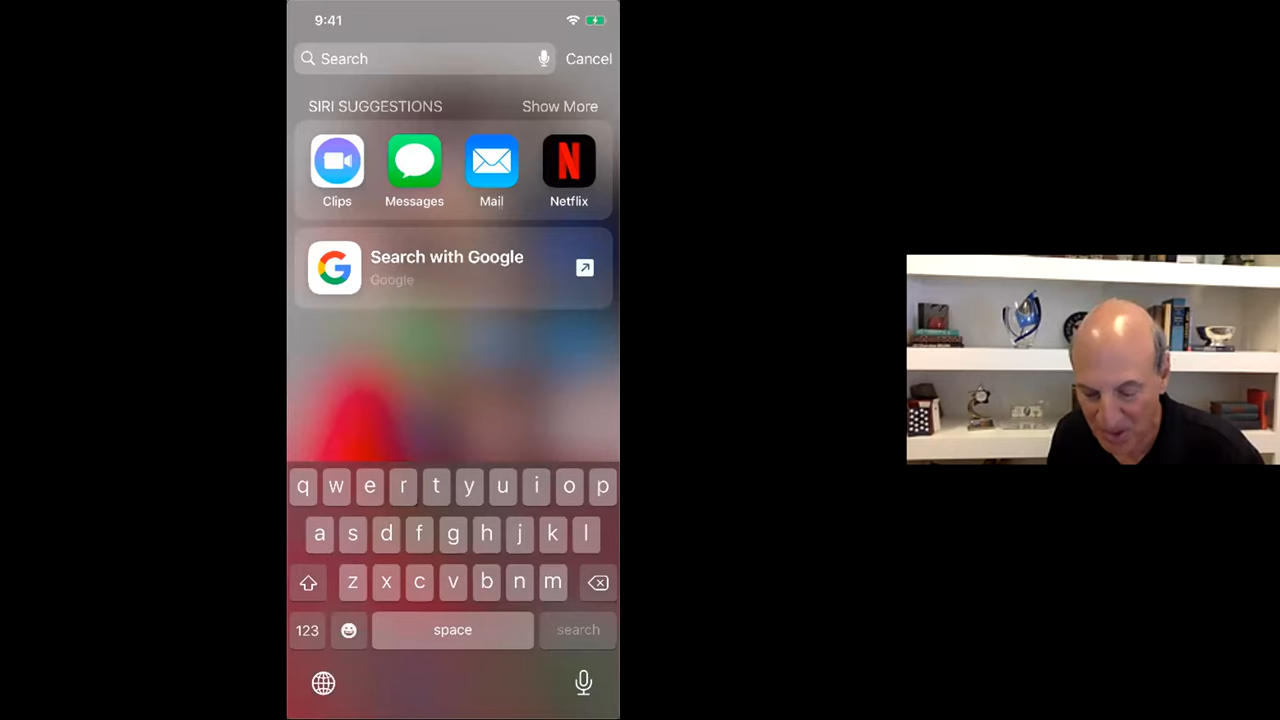 9:41
Search
Cancel
SIRI SUGGESTIONS
Show More
N
Clips
Messages
Mail
Netflix
G
Search with Google
Google
q w e r t y u i o p
a s d f g h j k l
z x c v b n m
123
space
search